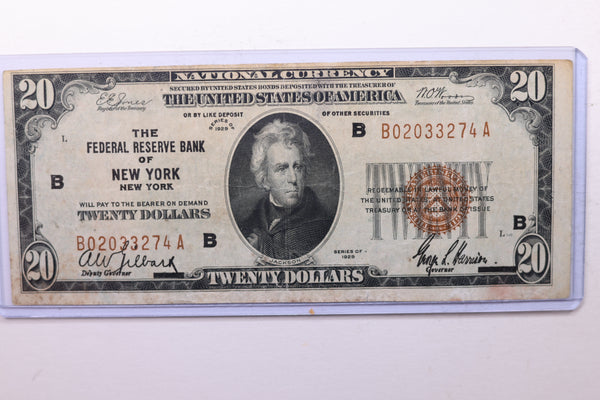 NATIONAL CURRENCY
SECURED BY UNITED STATES BONDS DEPOSITED WITH THE TREASURER OF
THE UNITED STATES OF AMERICA
20
20
E E Jones
Register of the Treasury
W.O. Woods
Treasurer of the United States
OR BY LIKE DEPOSIT
OF OTHER SECURITIES
SERIES OF
1929
B
B02033274A
L
THE
FEDERAL RESERVE BANK
OF
NEW YORK
NEW YORK
B
WILL PAY TO THE BEARER ON DEMAND
TWENTY DOLLARS
REDEEMABLE IN LAWFUL MONEY OF
THE UNITED STATES AT UNITED STATES
TREASURY OR AT THE BANK OF ISSUE
B
L
B02033274A
B
JACKSON
SERIES OF
1929
Deputy Governor
Governor
20
TWENTY DOLLARS
20